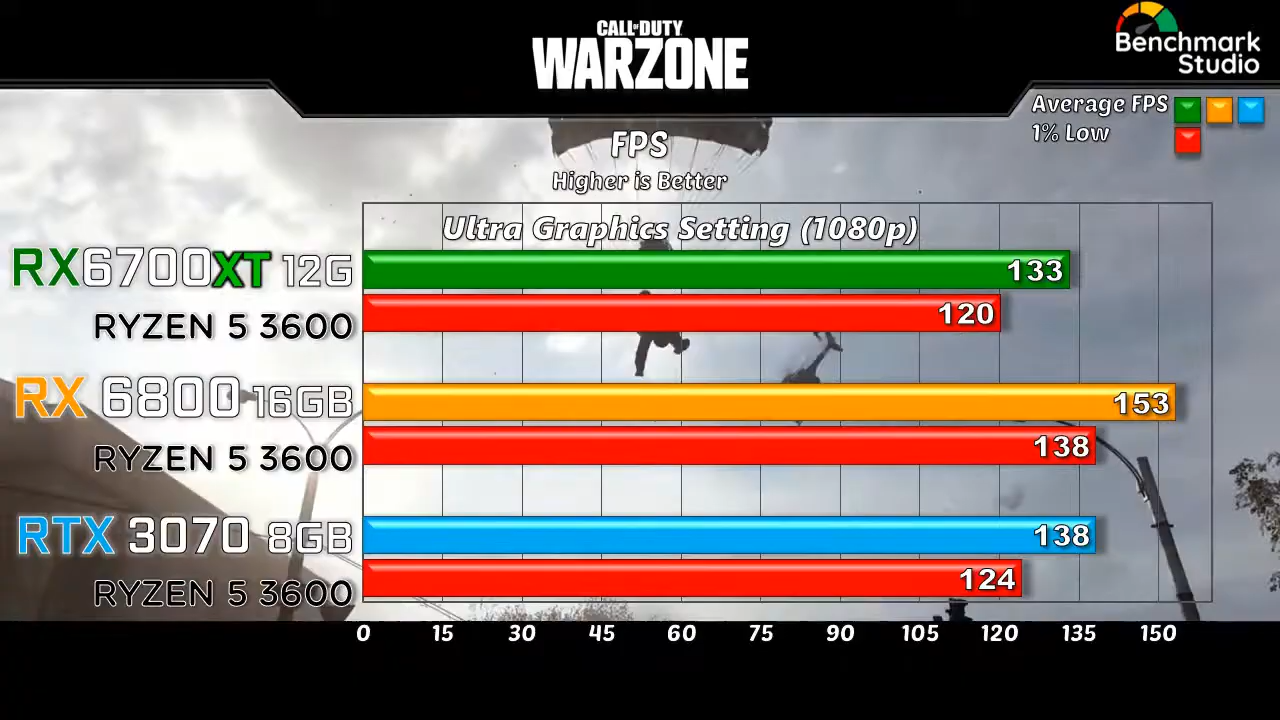 CALL OF DUTY
WARZONE
Benchmark
Studio
Average FPS
1% Low
FPS
Higher is Better
Ultra Graphics Setting (1080p)
RX6700XT 12G
133
RYZEN 5 3600
120
RX 6800 16GB
153
RYZEN 5 3600
138
RTX 3070 8GB
138
RYZEN 5 3600
124
0 15 30 45 60 75 90 105 120 135 150